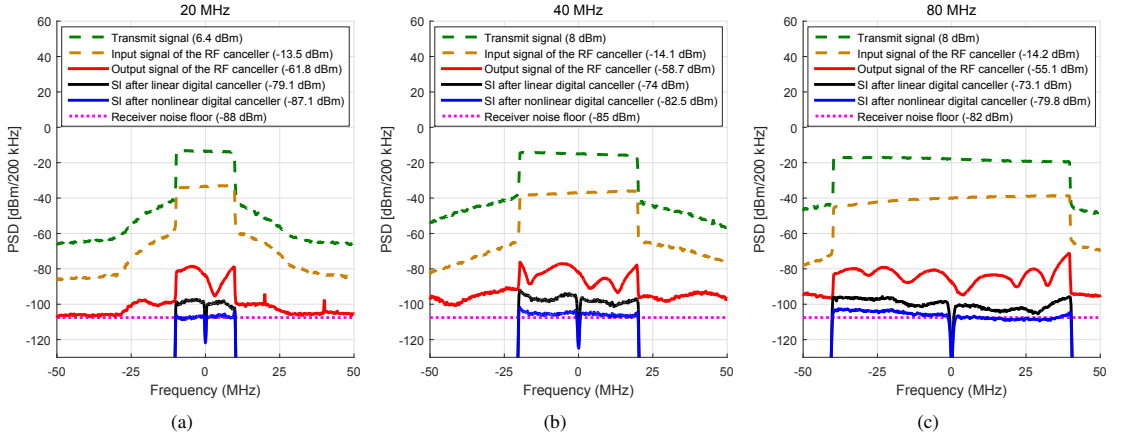 20 MHz
60
40
20
0
-20
-40
-60
-80
-100
-120
PSD [dBm/200 kHz]
Transmit signal (6.4 dBm)
Input signal of the RF canceller (-13.5 dBm)
Output signal of the RF canceller (-61.8 dBm)
SI after linear digital canceller (-79.1 dBm)
SI after nonlinear digital canceller (-87.1 dBm)
Receiver noise floor (-88 dBm)
-50 -25 0 25 50
Frequency (MHz)
(a)
40 MHz
60
40
20
0
-20
-40
-60
-80
-100
-120
PSD [dBm/200 kHz]
Transmit signal (8 dBm)
Input signal of the RF canceller (-14.1 dBm)
Output signal of the RF canceller (-58.7 dBm)
SI after linear digital canceller (-74 dBm)
SI after nonlinear digital canceller (-82.5 dBm)
Receiver noise floor (-85 dBm)
-50 -25 0 25 50
Frequency (MHz)
(b)
80 MHz
60
40
20
0
-20
-40
-60
-80
-100
-120
PSD [dBm/200 kHz]
Transmit signal (8 dBm)
Input signal of the RF canceller (-14.2 dBm)
Output signal of the RF canceller (-55.1 dBm)
SI after linear digital canceller (-73.1 dBm)
SI after nonlinear digital canceller (-79.8 dBm)
Receiver noise floor (-82 dBm)
-50 -25 0 25 50
Frequency (MHz)
(c)